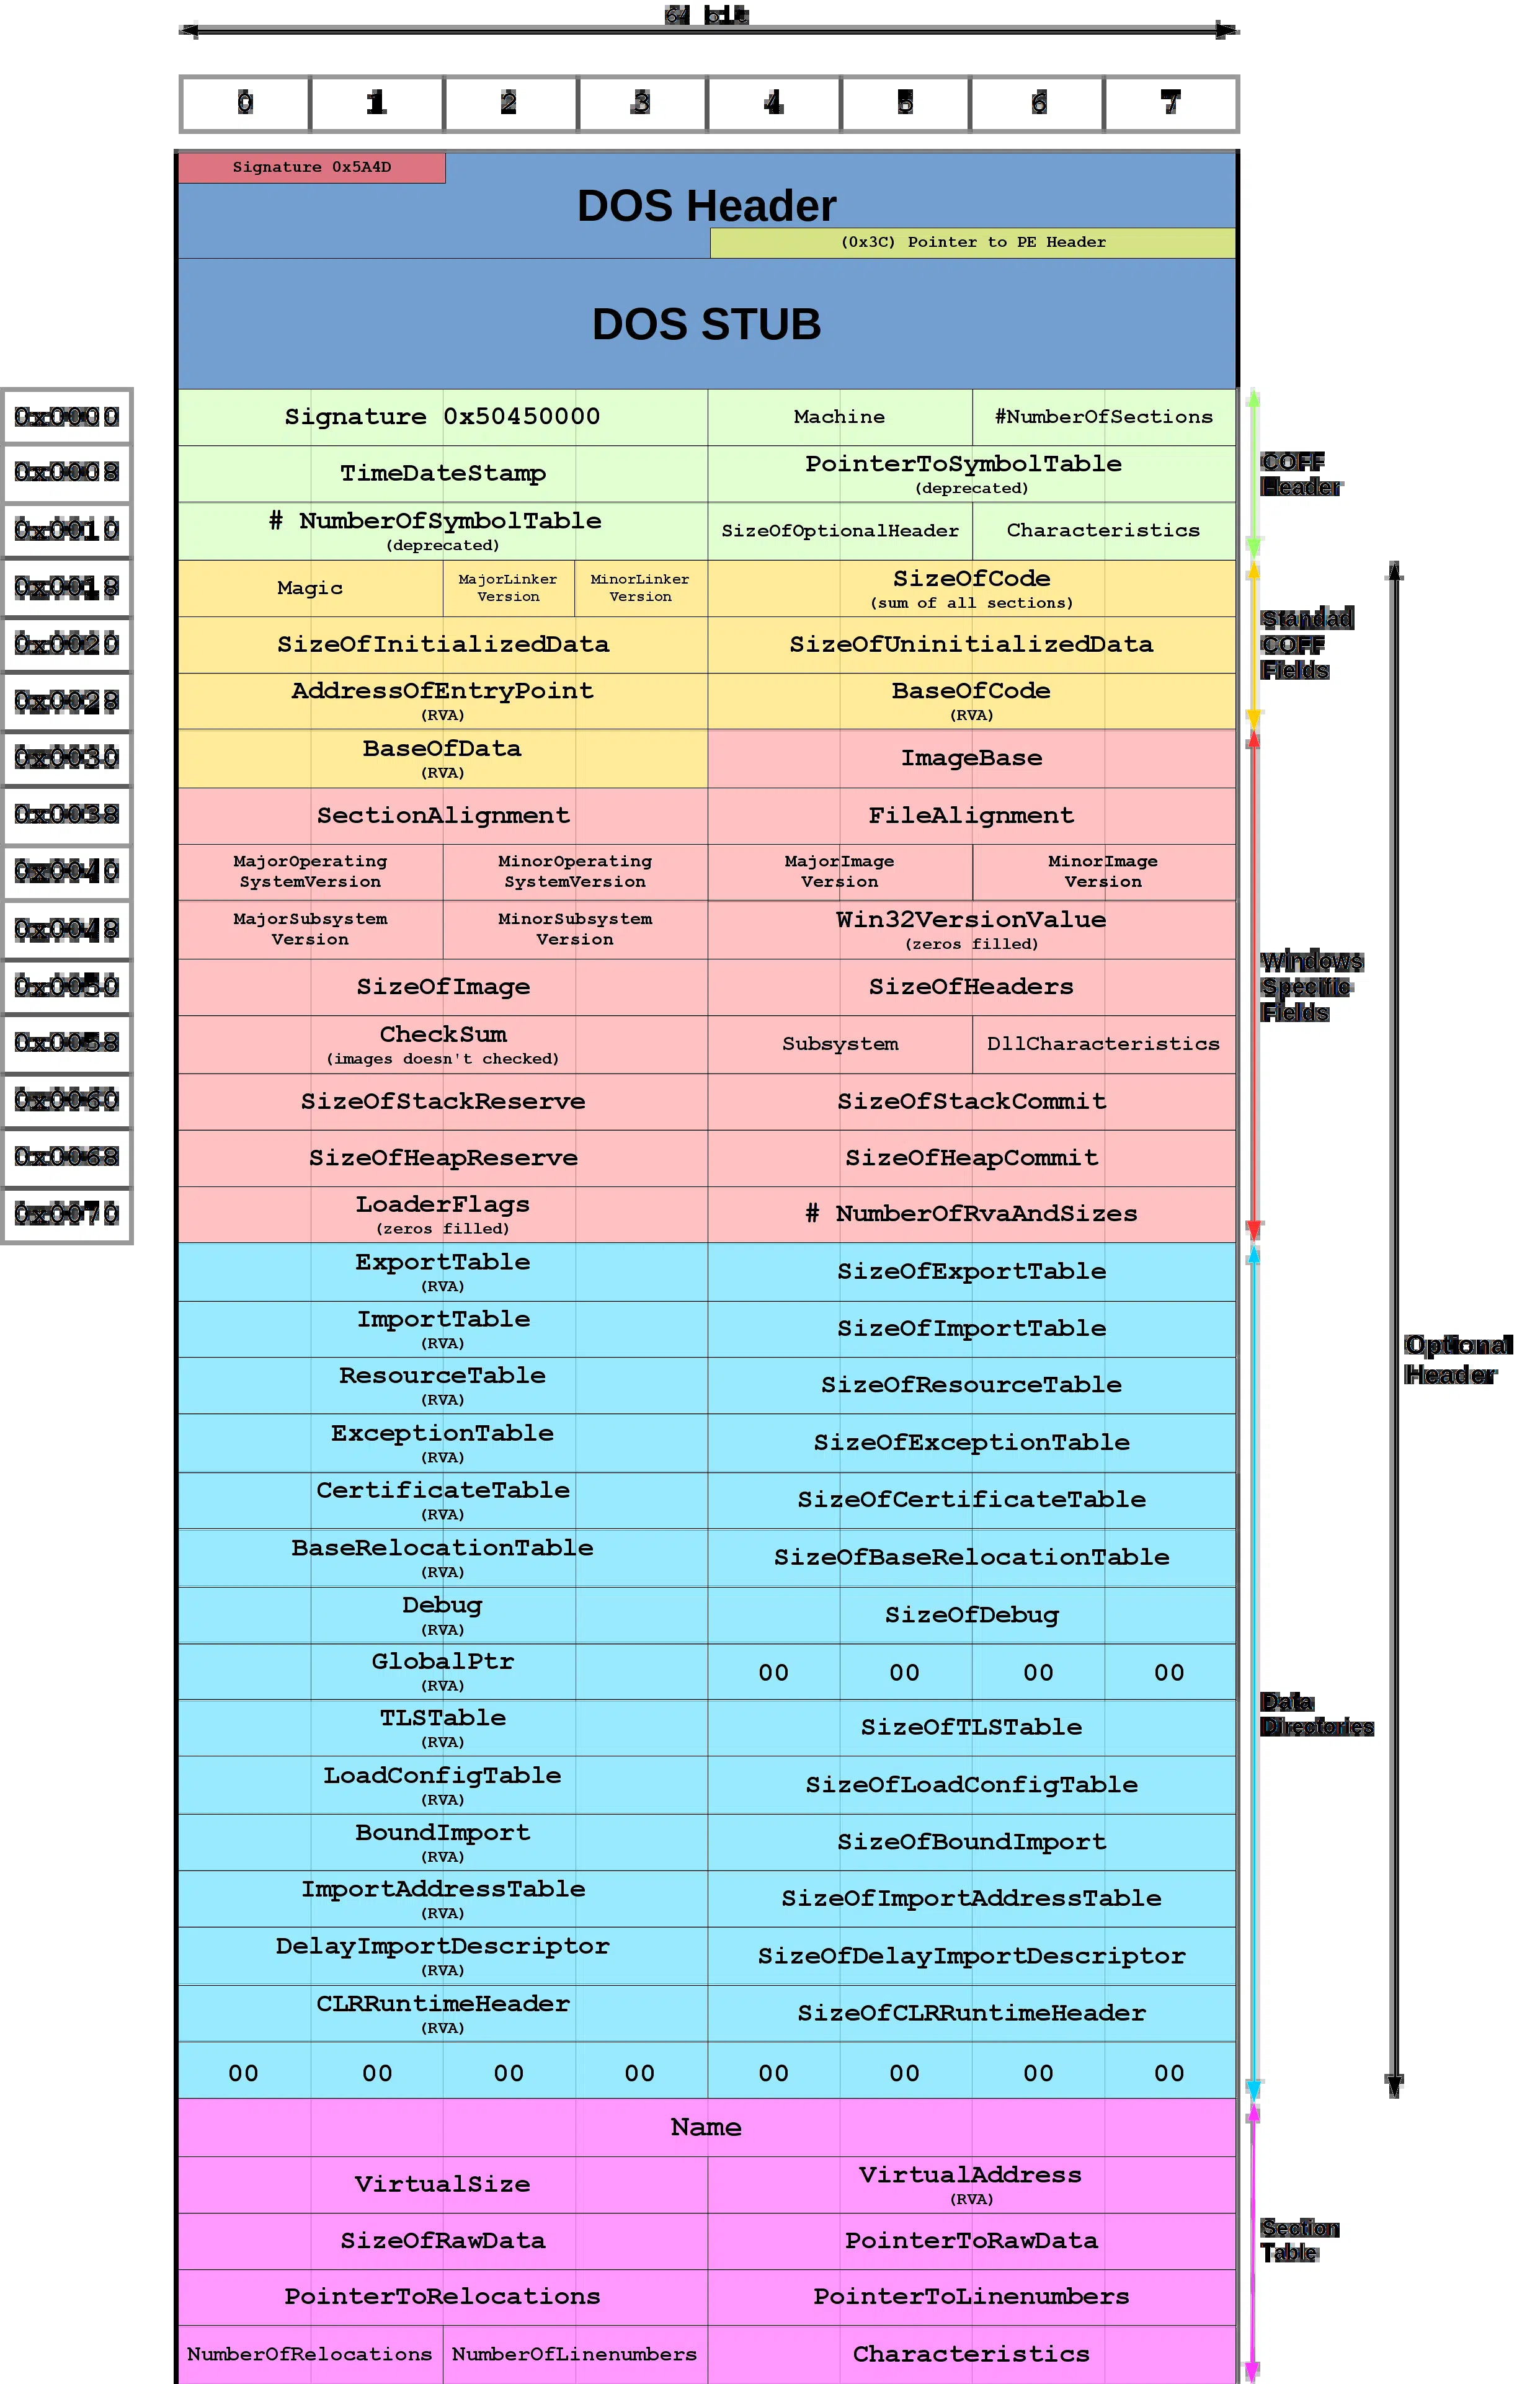 64 bit
0 1 2 3 4 5 6 7
Signature 0x5A4D
DOS Header
(0x3C) Pointer to PE Header
DOS STUB
0x0000 Signature 0x50450000 Machine #NumberOfSections
0x0008 TimeDateStamp PointerToSymbolTable
(deprecated)
COFF
Header
0x0010 # NumberOfSymbolTable SizeOfOptionalHeader Characteristics
(deprecated)
0x0018 Magic MajorLinker MinorLinker SizeOfCode
Version Version (sum of all sections)
Standad
COFF
Fields
0x0020 SizeOfInitializedData SizeOfUninitializedData
0x0028 AddressOfEntryPoint BaseOfCode
(RVA) (RVA)
0x0030 BaseOfData ImageBase
(RVA)
0x0038 SectionAlignment FileAlignment
0x0040 MajorOperating MinorOperating MajorImage MinorImage
SystemVersion SystemVersion Version Version
0x0048 MajorSubsystem MinorSubsystem Win32VersionValue
Version Version (zeros filled)
Windows
Specific
Fields
0x0050 SizeOfImage SizeOfHeaders
0x0058 CheckSum Subsystem DllCharacteristics
(images doesn't checked)
0x0060 SizeOfStackReserve SizeOfStackCommit
0x0068 SizeOfHeapReserve SizeOfHeapCommit
0x0070 LoaderFlags # NumberOfRvaAndSizes
(zeros filled)
ExportTable SizeOfExportTable
(RVA)
ImportTable SizeOfImportTable
(RVA)
Optional
Header
ResourceTable SizeOfResourceTable
(RVA)
ExceptionTable SizeOfExceptionTable
(RVA)
CertificateTable SizeOfCertificateTable
(RVA)
BaseRelocationTable SizeOfBaseRelocationTable
(RVA)
Debug SizeOfDebug
(RVA)
GlobalPtr 00 00 00 00
(RVA)
Data
Directories
TLSTable SizeOfTLSTable
(RVA)
LoadConfigTable SizeOfLoadConfigTable
(RVA)
BoundImport SizeOfBoundImport
(RVA)
ImportAddressTable SizeOfImportAddressTable
(RVA)
DelayImportDescriptor SizeOfDelayImportDescriptor
(RVA)
CLRRuntimeHeader SizeOfCLRRuntimeHeader
(RVA)
00 00 00 00 00 00 00 00
Name
VirtualSize VirtualAddress
(RVA)
Section
Table
SizeOfRawData PointerToRawData
PointerToRelocations PointerToLinenumbers
NumberOfRelocations NumberOfLinenumbers Characteristics